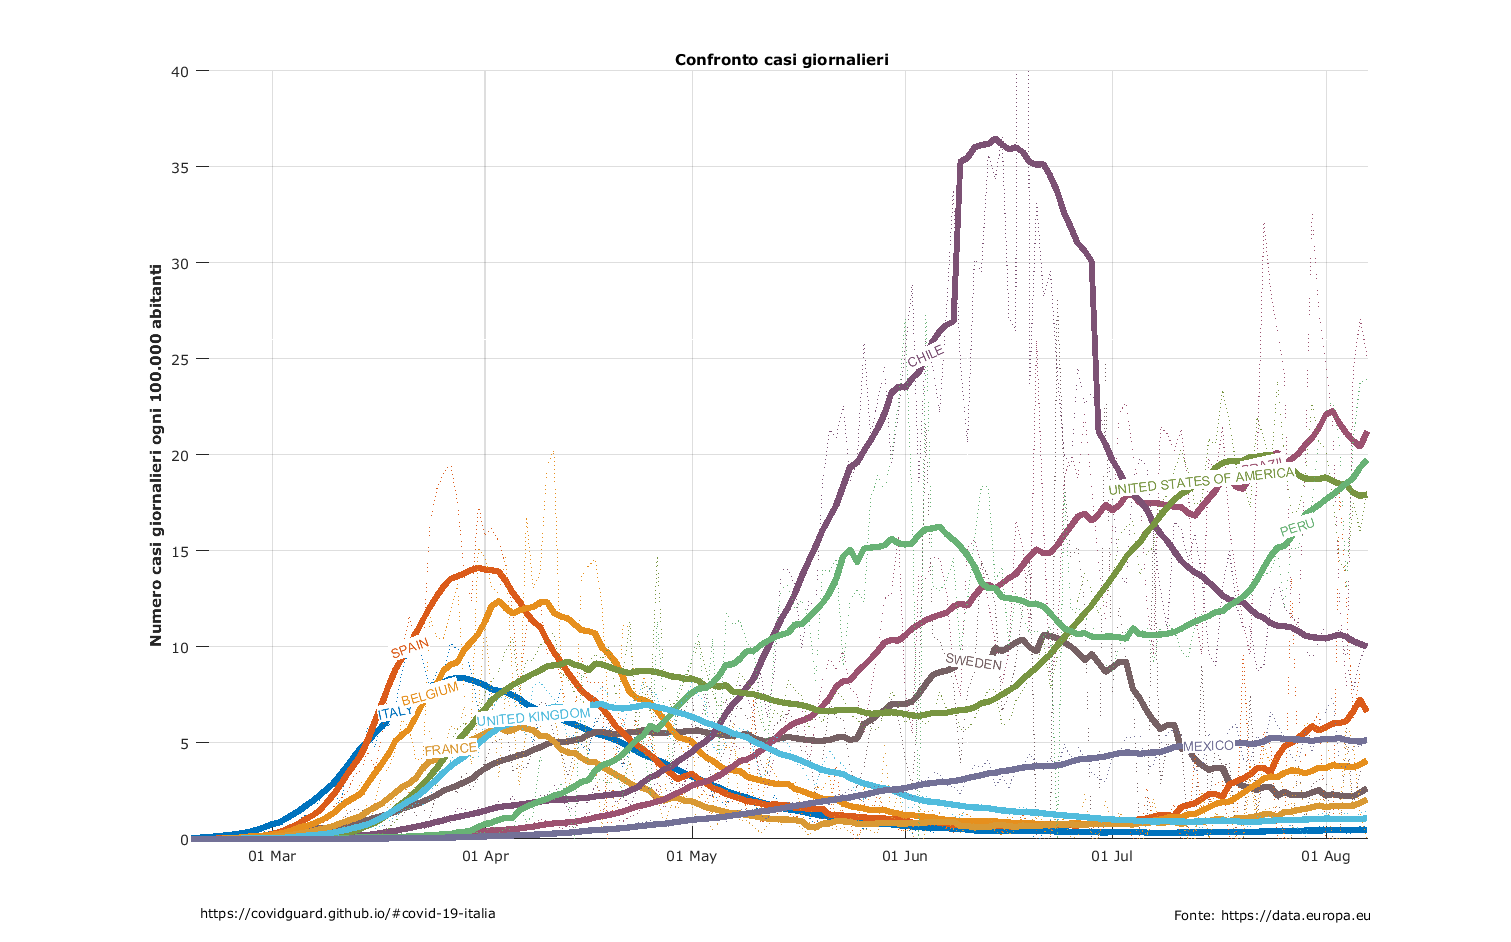 Confronto casi giornalieri
Numero casi giornalieri ogni 100.000 abitanti
40
35
30
25
20
15
10
5
0
CHILE
BRAZIL
UNITED STATES OF AMERICA
PERU
SPAIN
SWEDEN
BELGIUM
ITALY
UNITED KINGDOM
FRANCE
MEXICO
01 Mar
01 Apr
01 May
01 Jun
01 Jul
01 Aug
https://covidguard.github.io/#covid-19-italia
Fonte: https://data.europa.eu